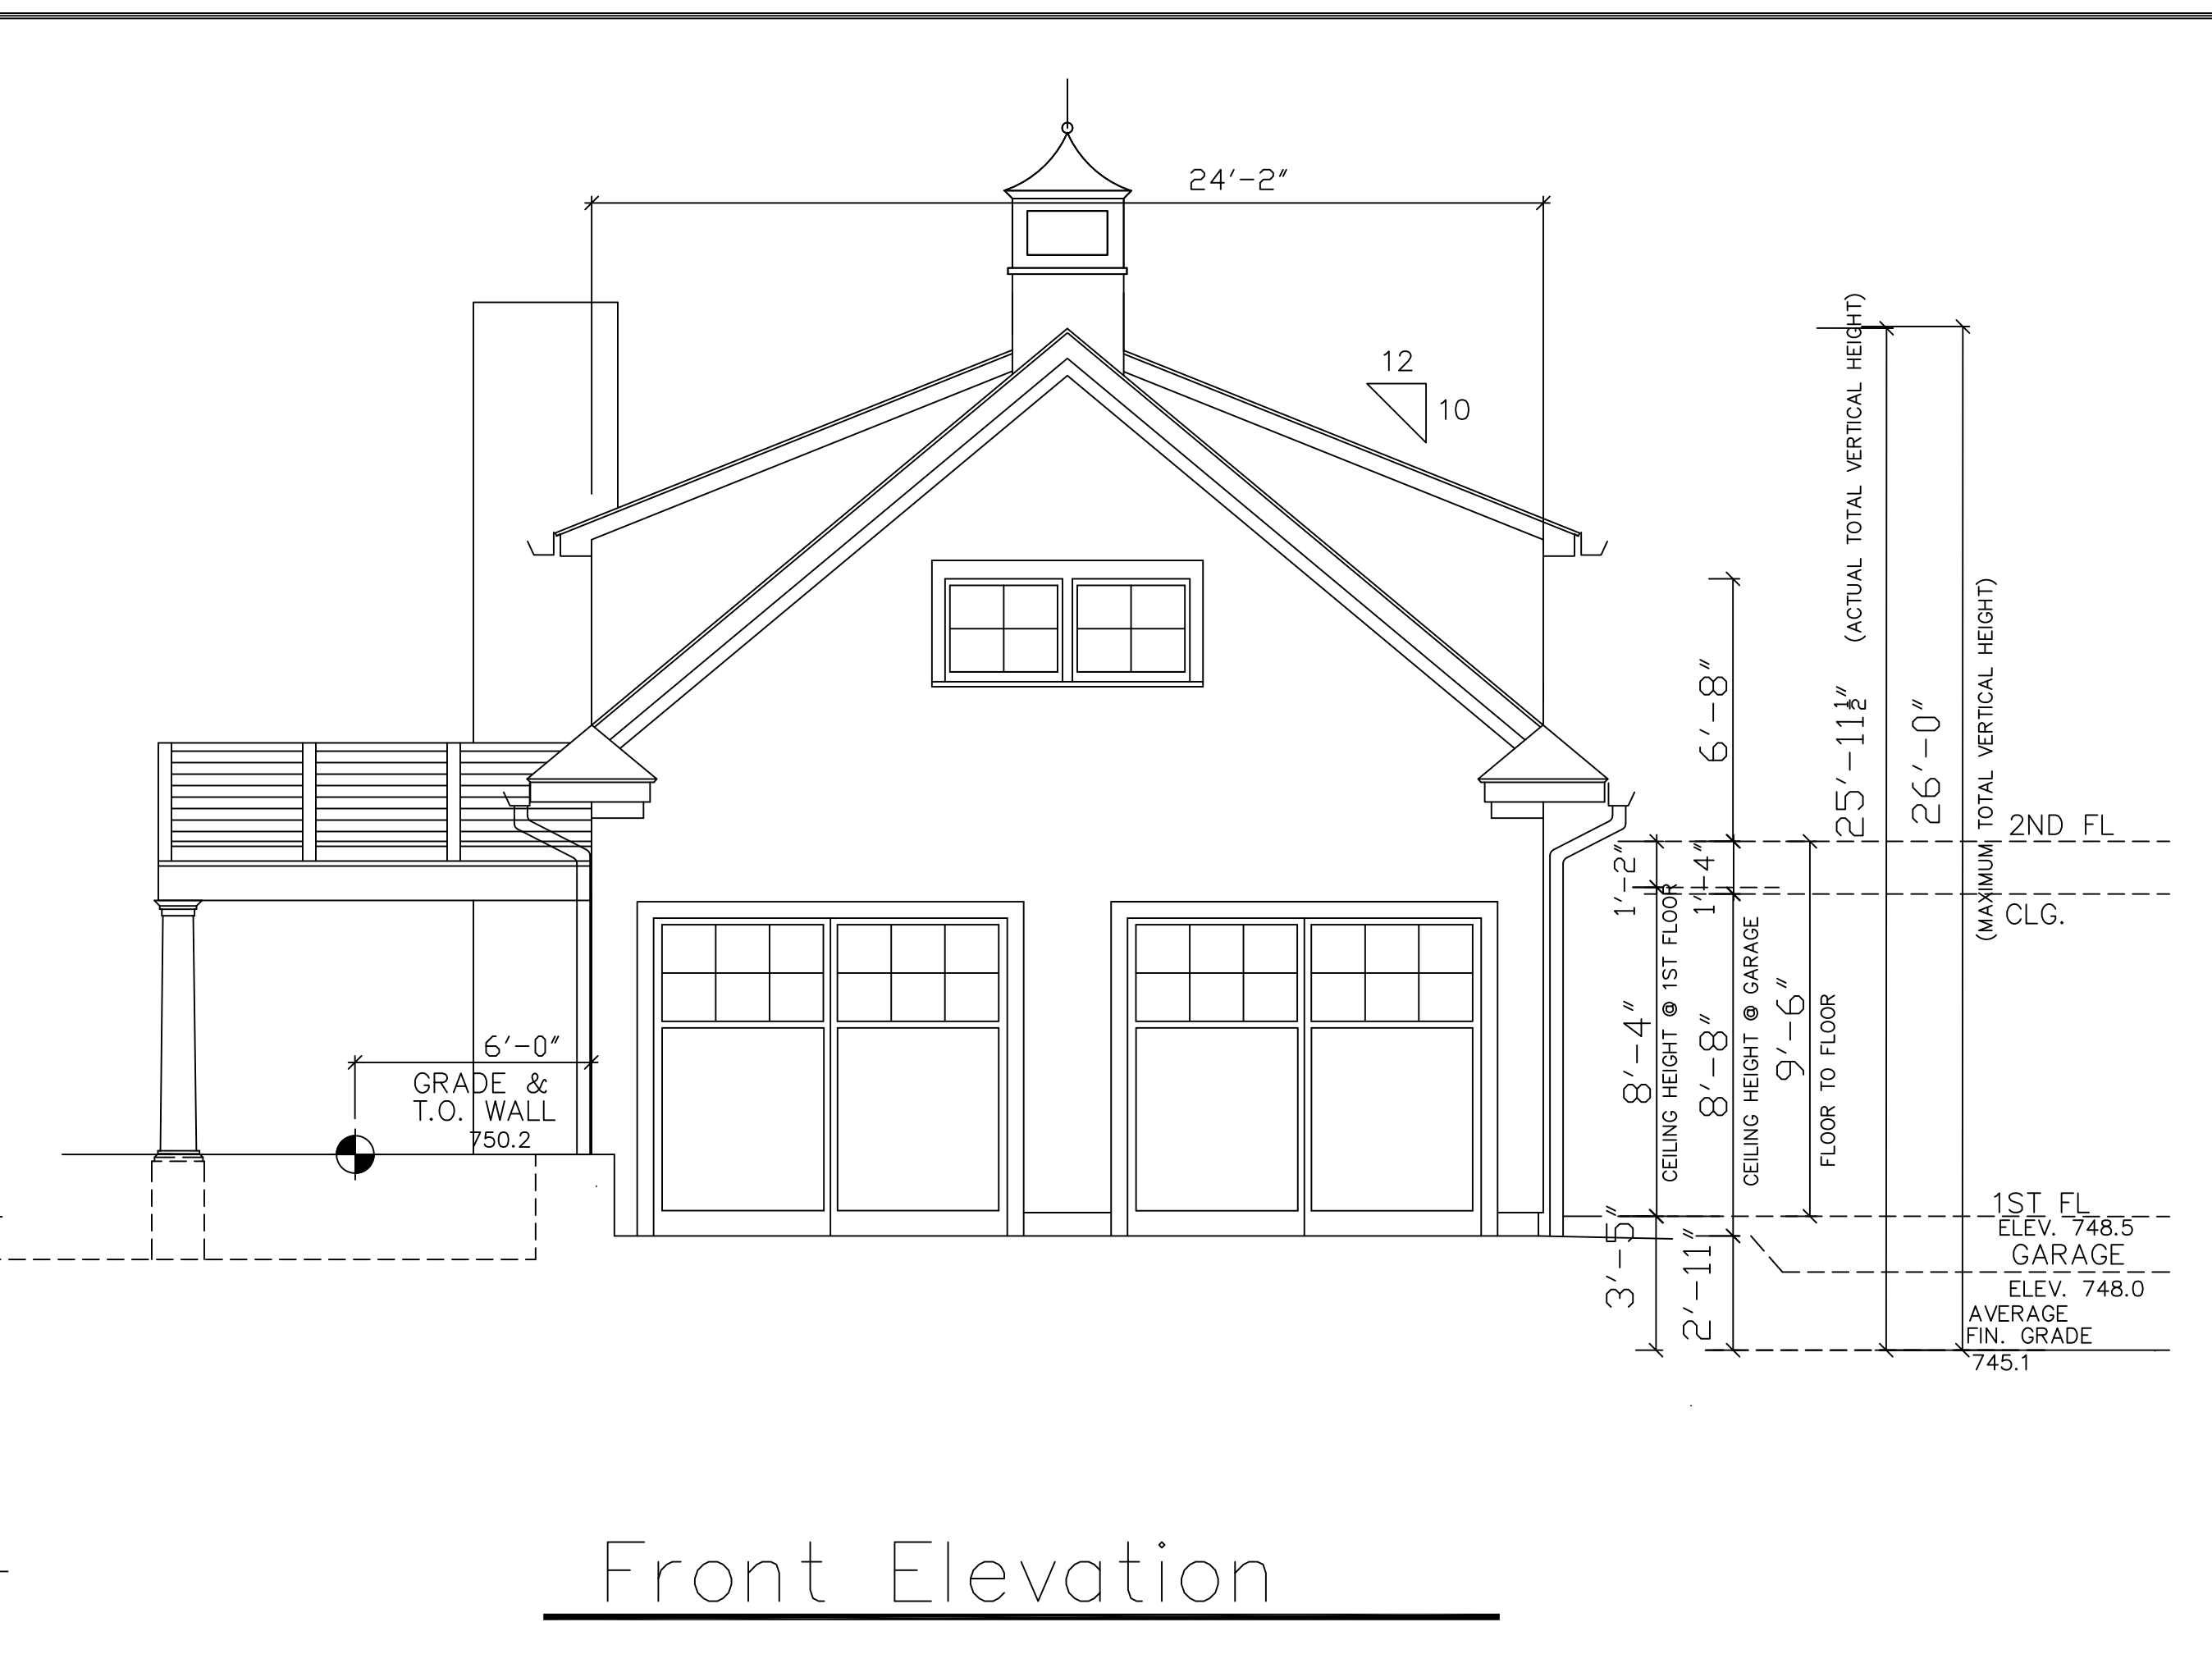 24'-2"
12
10
(ACTUAL TOTAL VERTICAL HEIGHT)
25'-11½"
26'-0"
(MAXIMUM TOTAL VERTICAL HEIGHT)
6'-8"
2ND FL
1'-2"
1'-4"
CLG.
8'-4"
CEILING HEIGHT @ 1ST FLOOR
8'-8"
CEILING HEIGHT @ GARAGE
9'-6"
FLOOR TO FLOOR
6'-0"
GRADE &
T.O. WALL
750.2
1ST FL
ELEV. 748.5
GARAGE
ELEV. 748.0
3'-5"
2'-11"
AVERAGE
FIN. GRADE
745.1
Front Elevation